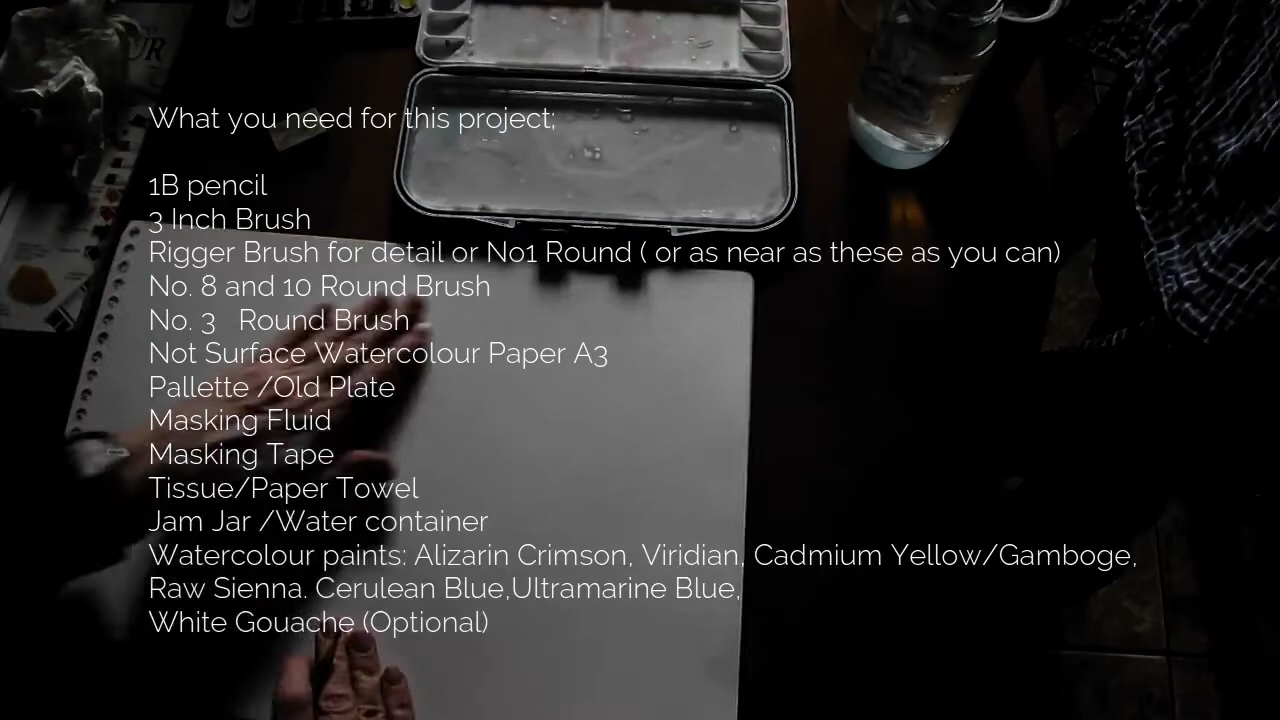 UR
What you need for this project;
1B pencil
3 Inch Brush
Rigger Brush for detail or No1 Round ( or as near as these as you can)
No. 8 and 10 Round Brush
No. 3 Round Brush
Not Surface Watercolour Paper A3
Pallette /Old Plate
Masking Fluid
Masking Tape
Tissue/Paper Towel
Jam Jar /Water container
Watercolour paints: Alizarin Crimson, Viridian, Cadmium Yellow/Gamboge,
Raw Sienna. Cerulean Blue,Ultramarine Blue,
White Gouache (Optional)